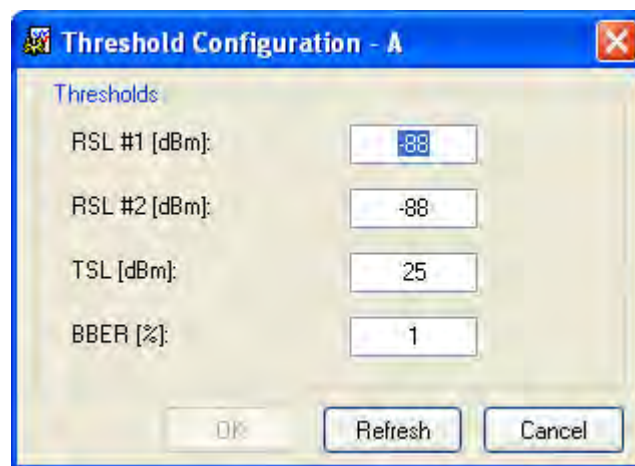 Threshold Configuration - A
Thresholds
RSL #1 [dBm]: -88
RSL #2 [dBm]: -88
TSL [dBm]: 25
BBER [%]: 1
OK Refresh Cancel